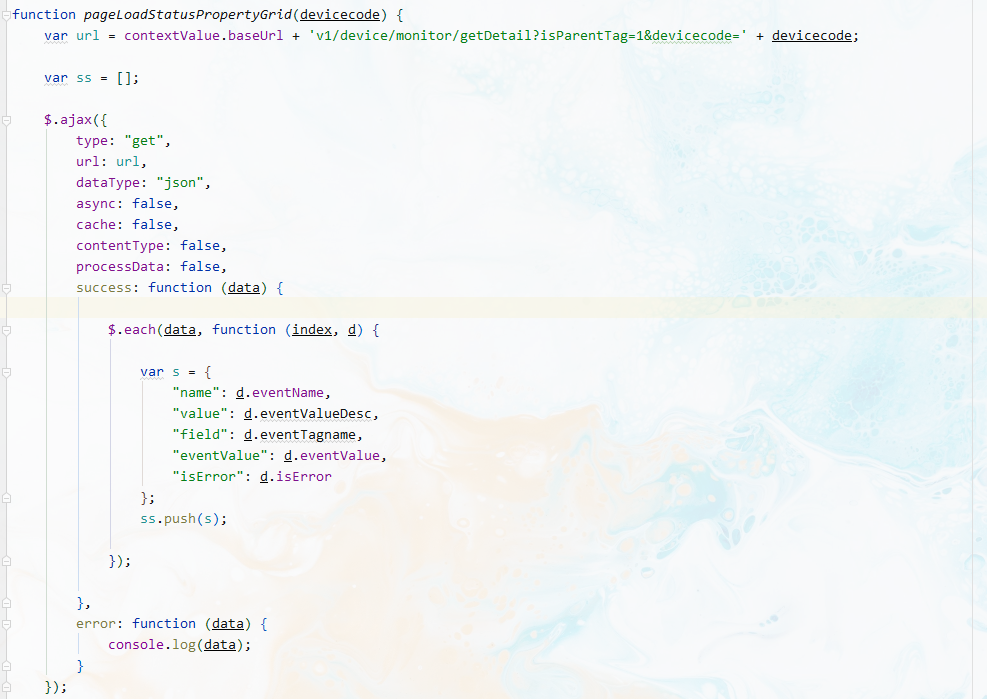 function pageLoadStatusPropertyGrid(devicecode) {
    var url = contextValue.baseUrl + 'v1/device/monitor/getDetail?isParentTag=1&devicecode=' + devicecode;
    var ss = [];
    $.ajax({
        type: "get",
        url: url,
        dataType: "json",
        async: false,
        cache: false,
        contentType: false,
        processData: false,
        success: function (data) {
            $.each(data, function (index, d) {
                var s = {
                    "name": d.eventName,
                    "value": d.eventValueDesc,
                    "field": d.eventTagname,
                    "eventValue": d.eventValue,
                    "isError": d.isError
                };
                ss.push(s);
            });
        },
        error: function (data) {
            console.log(data);
        }
    });